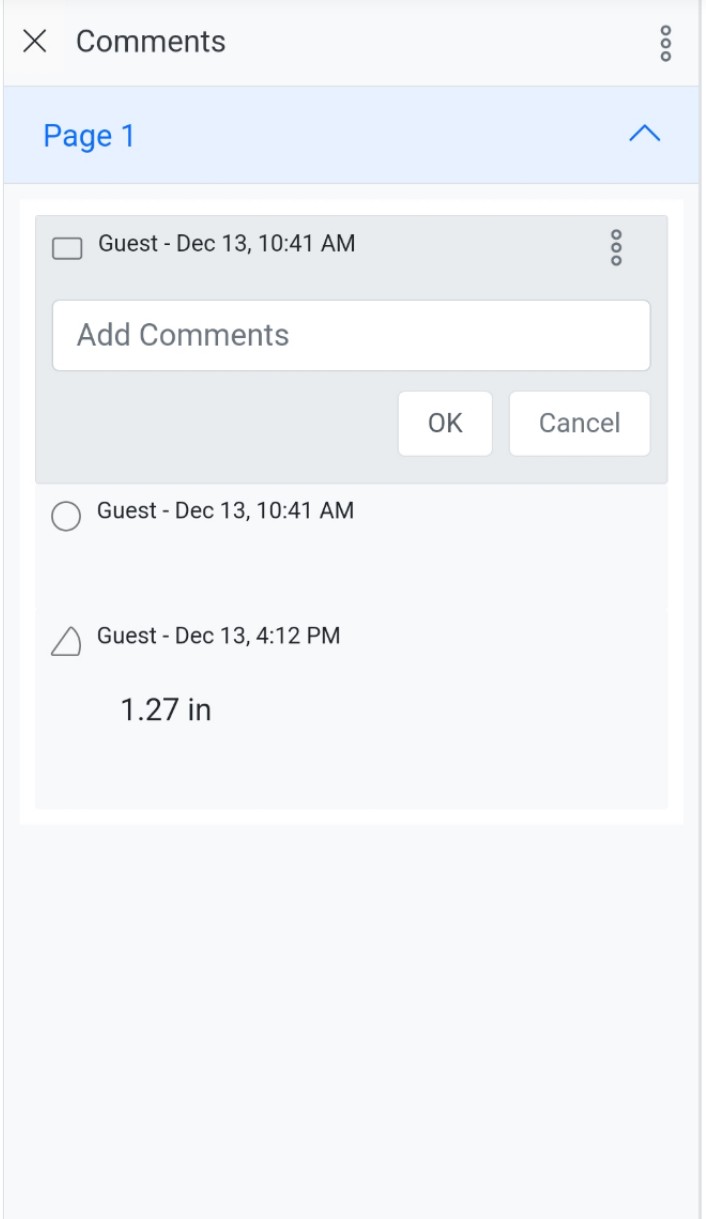 Comments
Page 1
Guest - Dec 13, 10:41 AM
Add Comments
OK Cancel
Guest - Dec 13, 10:41 AM
Guest - Dec 13, 4:12 PM
1.27 in